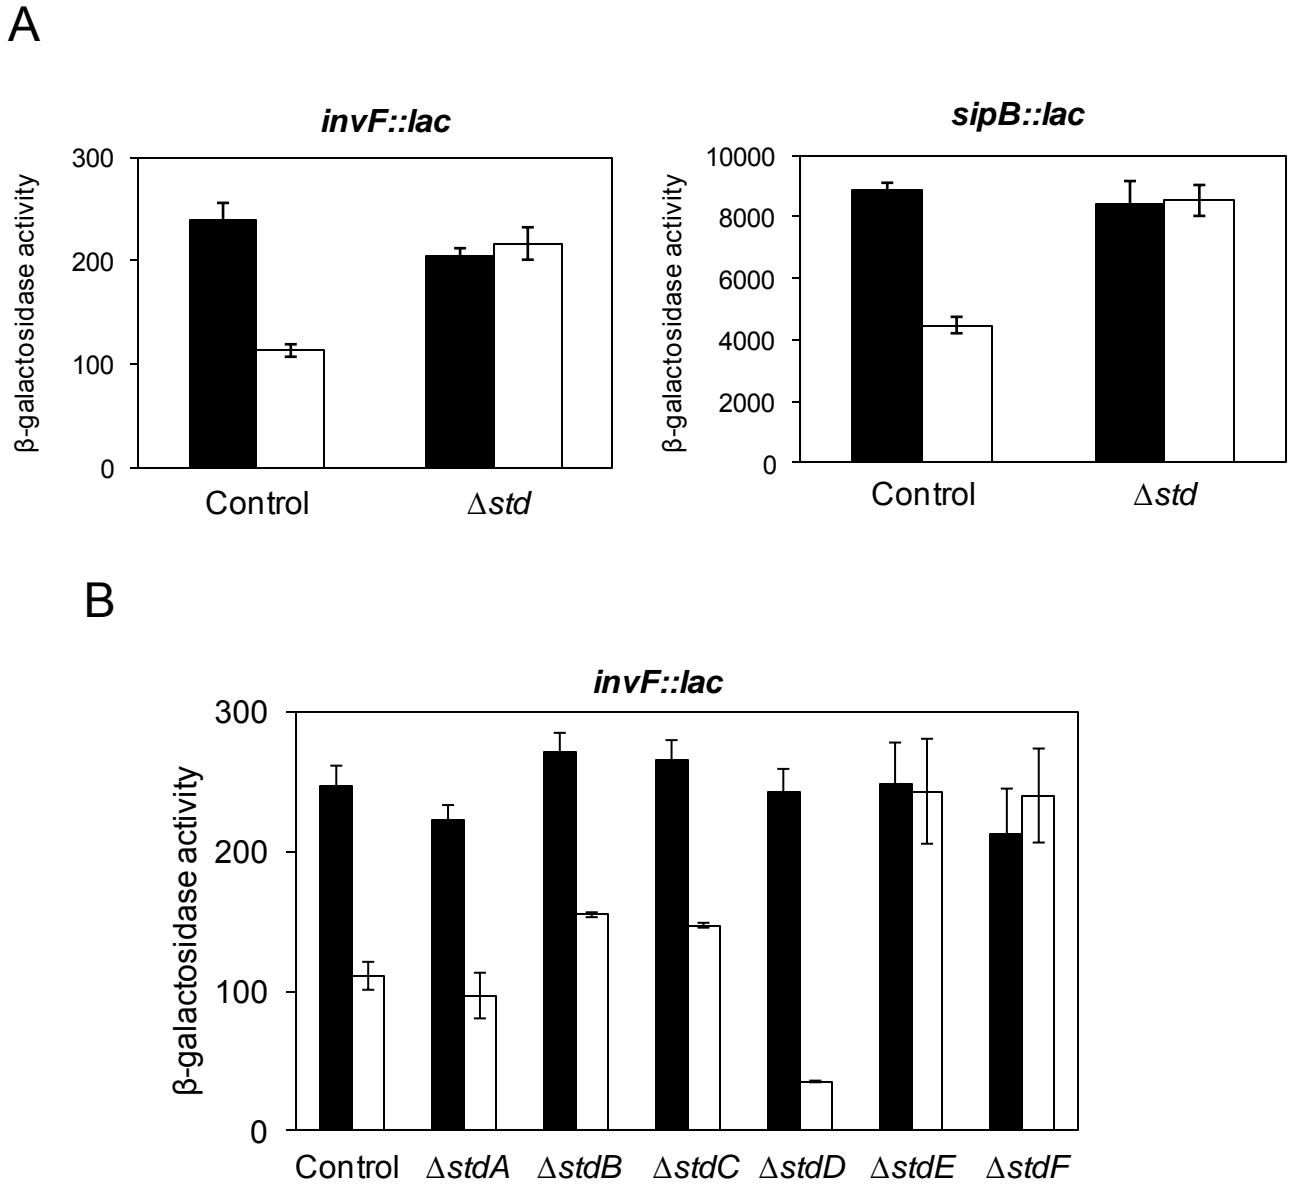 A
invF::lac
sipB::lac
β-galactosidase activity
300
200
100
0
Control
Δstd
β-galactosidase activity
10000
8000
6000
4000
2000
0
Control
Δstd
B
invF::lac
β-galactosidase activity
300
200
100
0
Control ΔstdA ΔstdB ΔstdC ΔstdD ΔstdE ΔstdF